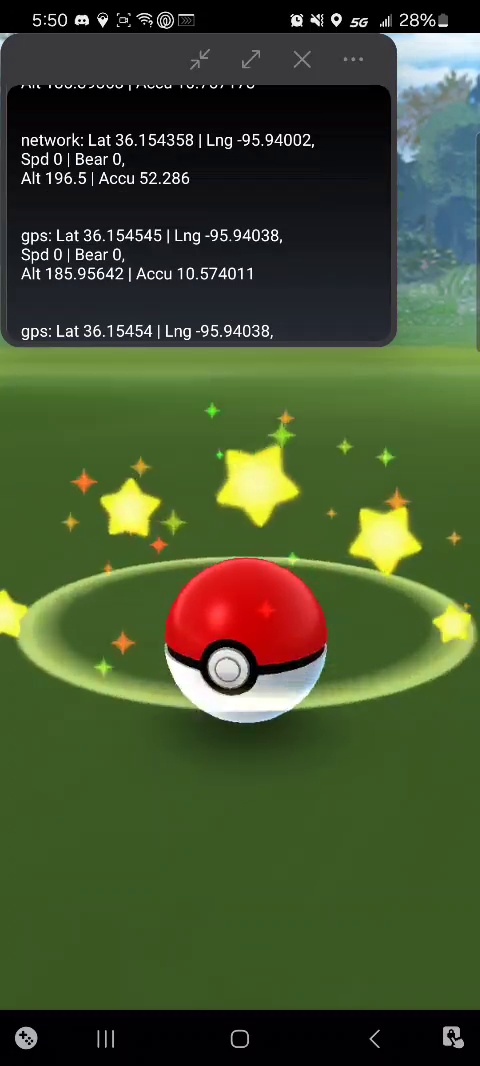 5:50
5G
28%
network: Lat 36.154358 | Lng -95.94002,
Spd 0 | Bear 0,
Alt 196.5 | Accu 52.286
gps: Lat 36.154545 | Lng -95.94038,
Spd 0 | Bear 0,
Alt 185.95642 | Accu 10.574011
gps: Lat 36.15454 | Lng -95.94038,